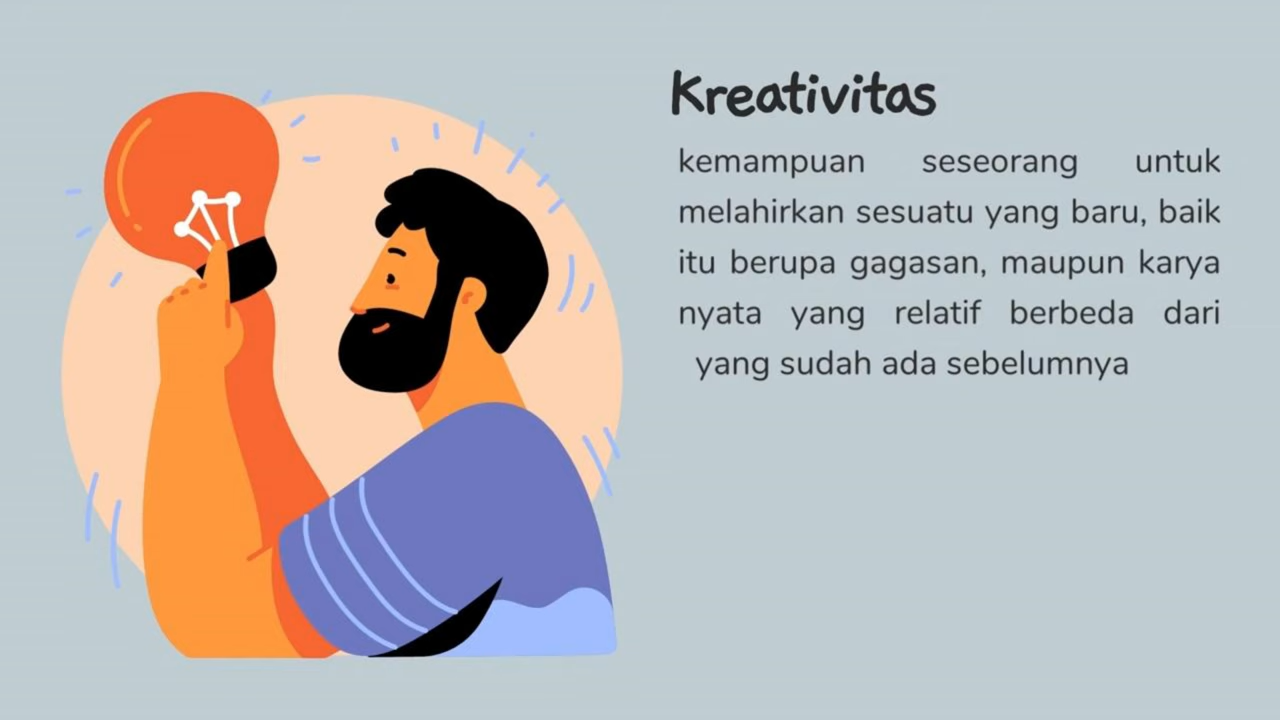 Kreativitas
kemampuan seseorang untuk
melahirkan sesuatu yang baru, baik
itu berupa gagasan, maupun karya
nyata yang relatif berbeda dari
yang sudah ada sebelumnya